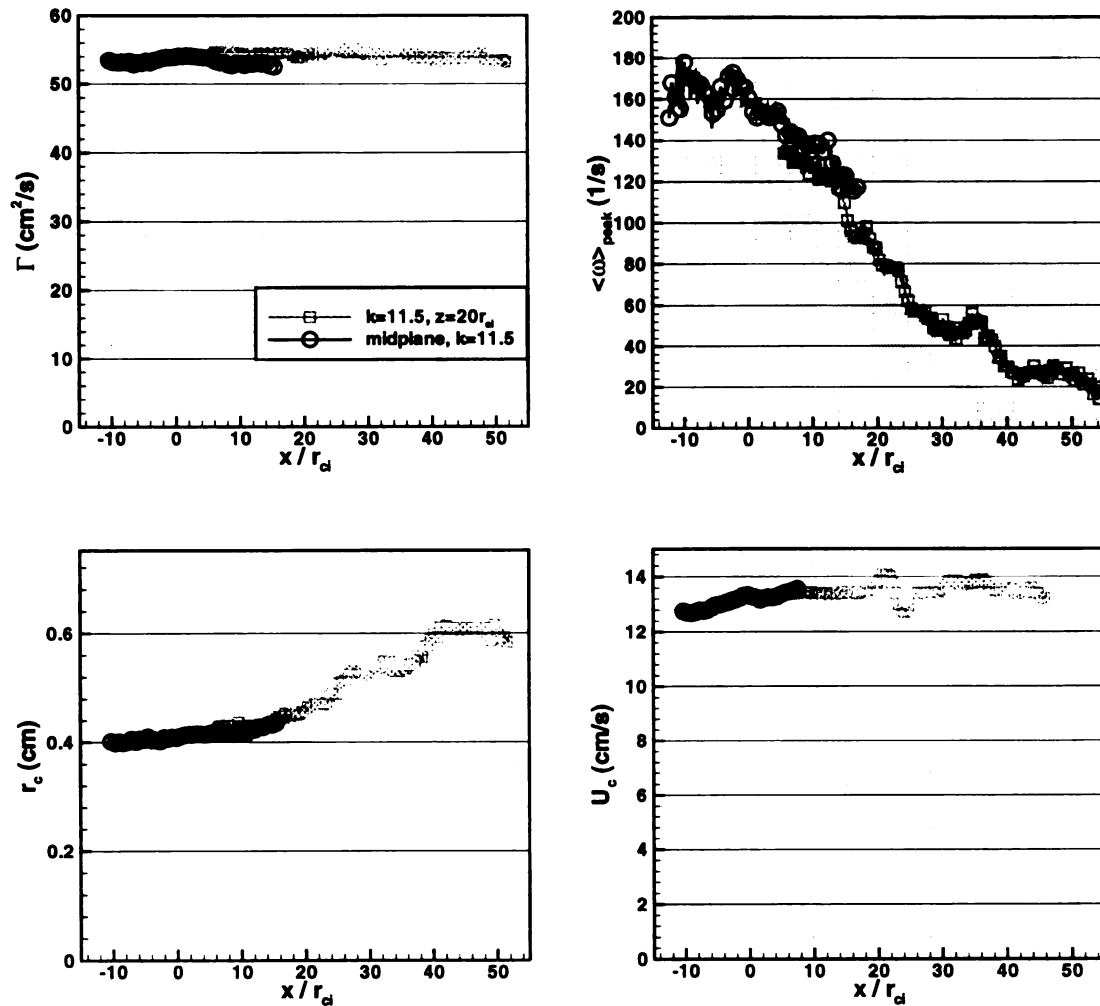 60
50
40
30
20
10
0
Γ (cm²/s)
k=11.5, z=20r_ci
midplane, k=11.5
-10 0 10 20 30 40 50
x / r_ci
200
180
160
140
120
100
80
60
40
20
0
<ω>_peak (1/s)
-10 0 10 20 30 40 50
x / r_ci
0.6
0.4
0.2
0
r_c (cm)
-10 0 10 20 30 40 50
x / r_ci
14
12
10
8
6
4
2
0
U_c (cm/s)
-10 0 10 20 30 40 50
x / r_ci